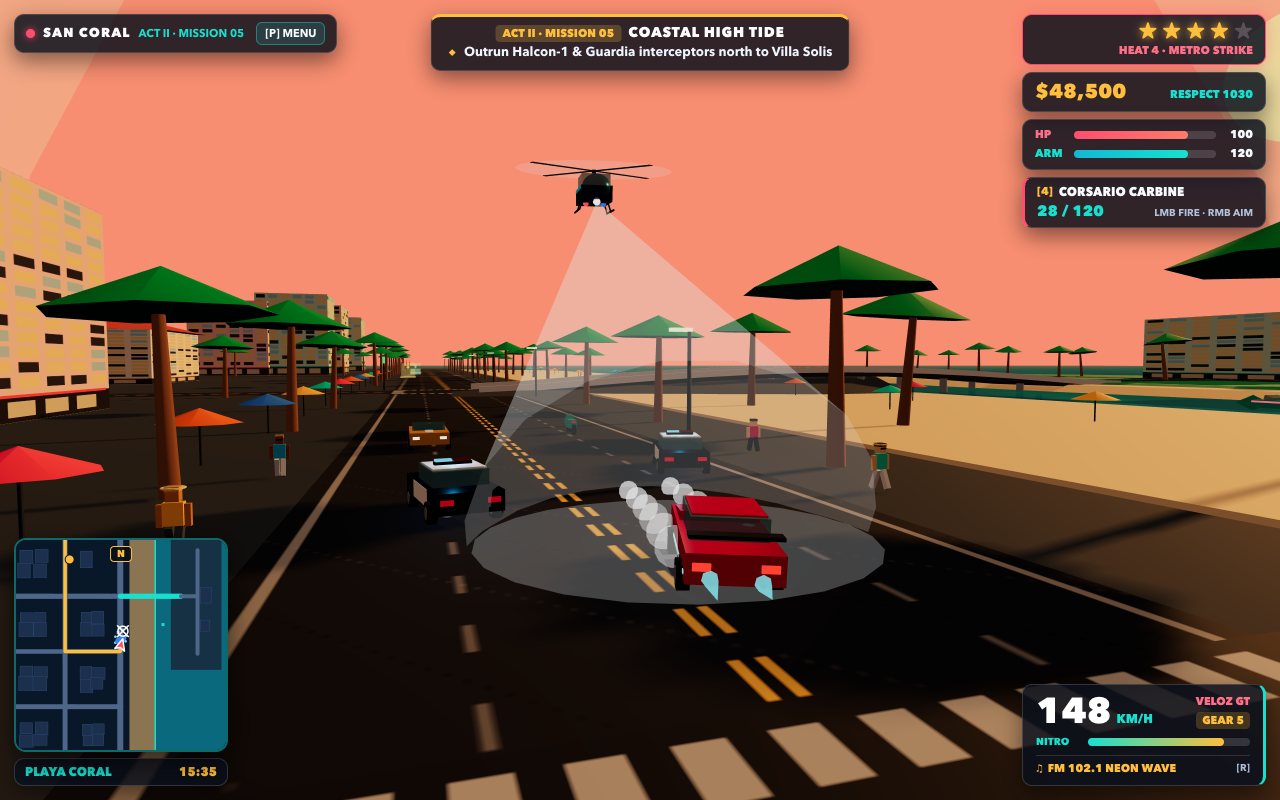 SAN CORAL ACT II · MISSION 05 [P] MENU
ACT II · MISSION 05 COASTAL HIGH TIDE
Outrun Halcon-1 & Guardia interceptors north to Villa Solis
HEAT 4 · METRO STRIKE
$48,500 RESPECT 1030
HP 100
ARM 120
[4] CORSARIO CARBINE
28 / 120 LMB FIRE · RMB AIM
N
PLAYA CORAL 15:35
148 KM/H VELOZ GT
GEAR 5
NITRO
♫ FM 102.1 NEON WAVE [R]